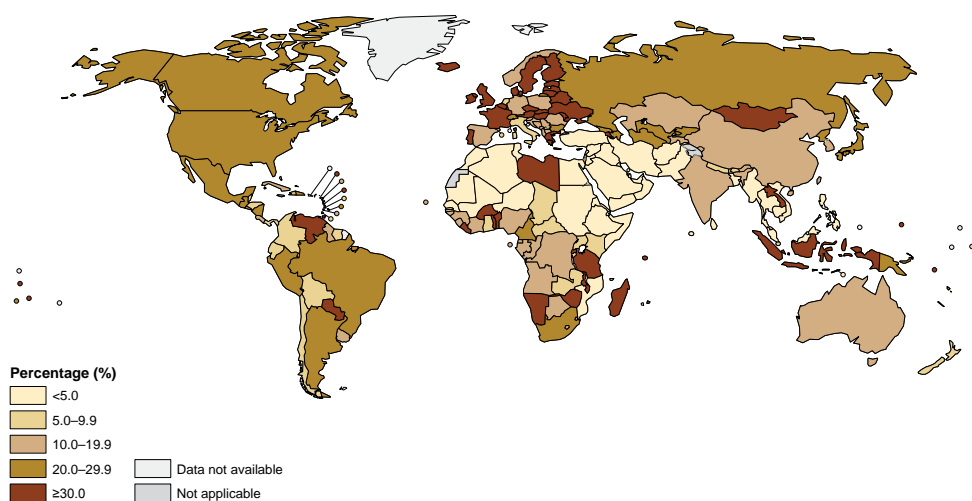 Percentage (%)
<5.0
5.0–9.9
10.0–19.9
20.0–29.9
≥30.0
Data not available
Not applicable